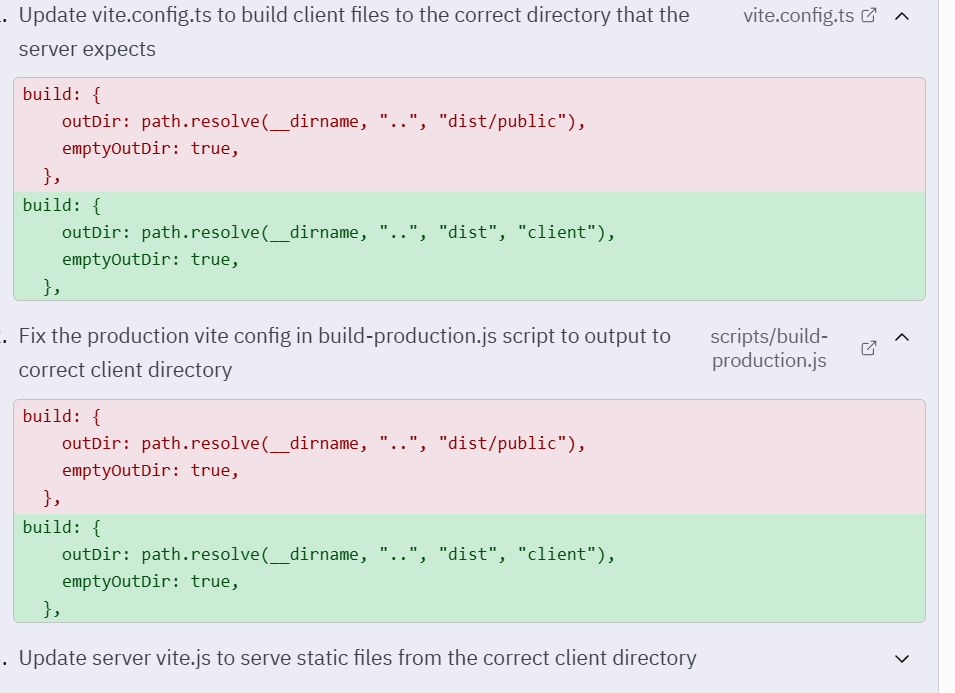 . Update vite.config.ts to build client files to the correct directory that the
server expects
vite.config.ts
build: {
    outDir: path.resolve(__dirname, "..", "dist/public"),
    emptyOutDir: true,
  },
build: {
    outDir: path.resolve(__dirname, "..", "dist", "client"),
    emptyOutDir: true,
  },
. Fix the production vite config in build-production.js script to output to
correct client directory
scripts/build-
production.js
build: {
    outDir: path.resolve(__dirname, "..", "dist/public"),
    emptyOutDir: true,
  },
build: {
    outDir: path.resolve(__dirname, "..", "dist", "client"),
    emptyOutDir: true,
  },
. Update server vite.js to serve static files from the correct client directory